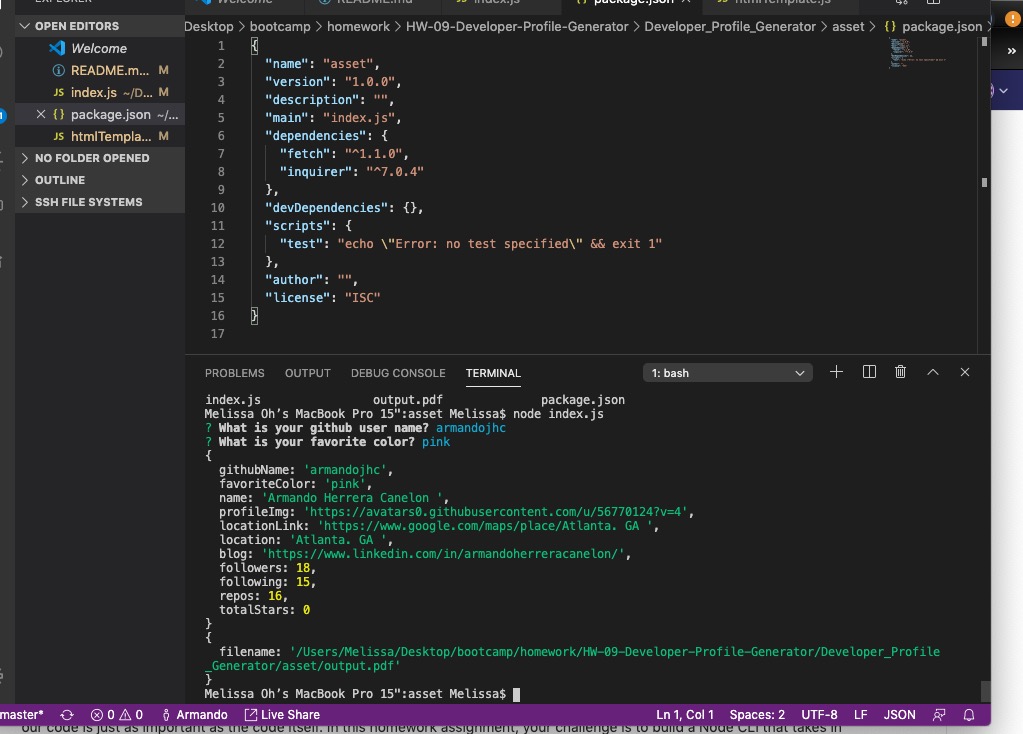 EXPLORER
OPEN EDITORS
Welcome
README.m... M
index.js ~/D... M
package.json ~/...
htmlTempla... M
NO FOLDER OPENED
OUTLINE
SSH FILE SYSTEMS
Welcome README.md index.js package.json htmlTemplate.js
Desktop > bootcamp > homework > HW-09-Developer-Profile-Generator > Developer_Profile_Generator > asset > {} package.json >
1 {
2 "name": "asset",
3 "version": "1.0.0",
4 "description": "",
5 "main": "index.js",
6 "dependencies": {
7 "fetch": "^1.1.0",
8 "inquirer": "^7.0.4"
9 },
10 "devDependencies": {},
11 "scripts": {
12 "test": "echo \"Error: no test specified\" && exit 1"
13 },
14 "author": "",
15 "license": "ISC"
16 }
17
PROBLEMS OUTPUT DEBUG CONSOLE TERMINAL 1: bash
index.js output.pdf package.json
Melissa Oh’s MacBook Pro 15":asset Melissa$ node index.js
? What is your github user name? armandojhc
? What is your favorite color? pink
{
githubName: 'armandojhc',
favoriteColor: 'pink',
name: 'Armando Herrera Canelon ',
profileImg: 'https://avatars0.githubusercontent.com/u/56770124?v=4',
locationLink: 'https://www.google.com/maps/place/Atlanta. GA ',
location: 'Atlanta. GA ',
blog: 'https://www.linkedin.com/in/armandoherreracanelon/',
followers: 18,
following: 15,
repos: 16,
totalStars: 0
}
{
filename: '/Users/Melissa/Desktop/bootcamp/homework/HW-09-Developer-Profile-Generator/Developer_Profile
_Generator/asset/output.pdf'
}
Melissa Oh’s MacBook Pro 15":asset Melissa$
master* 0 0 Armando Live Share Ln 1, Col 1 Spaces: 2 UTF-8 LF JSON
our code is just as important as the code itself. In this homework assignment, your challenge is to build a Node CLI that takes in